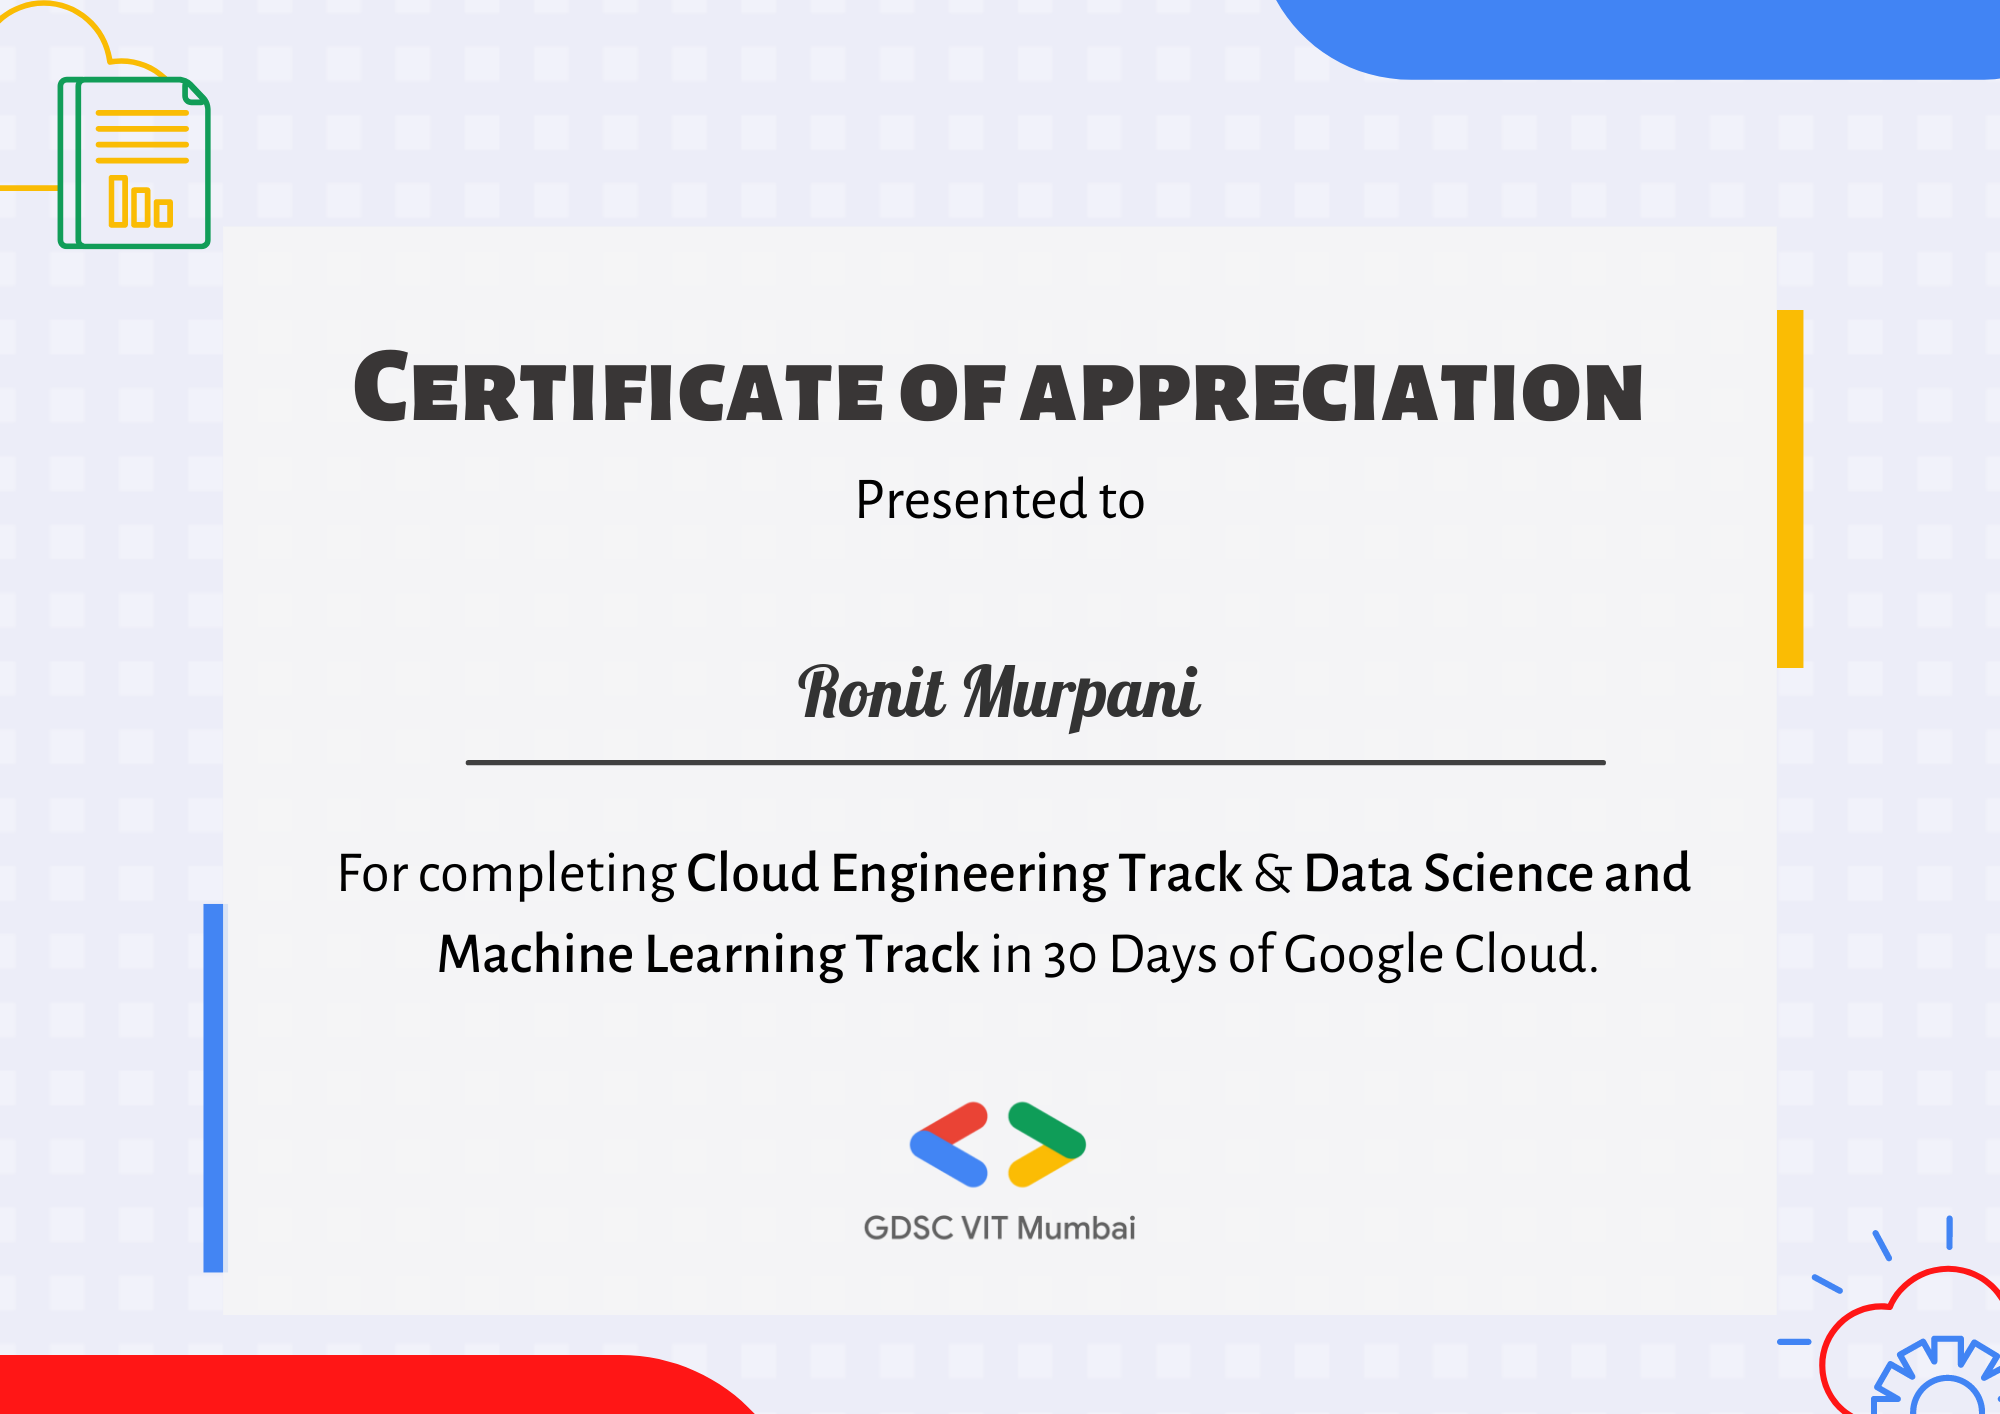 Certificate of appreciation
Presented to
Ronit Murpani
For completing Cloud Engineering Track & Data Science and
Machine Learning Track in 30 Days of Google Cloud.
GDSC VIT Mumbai